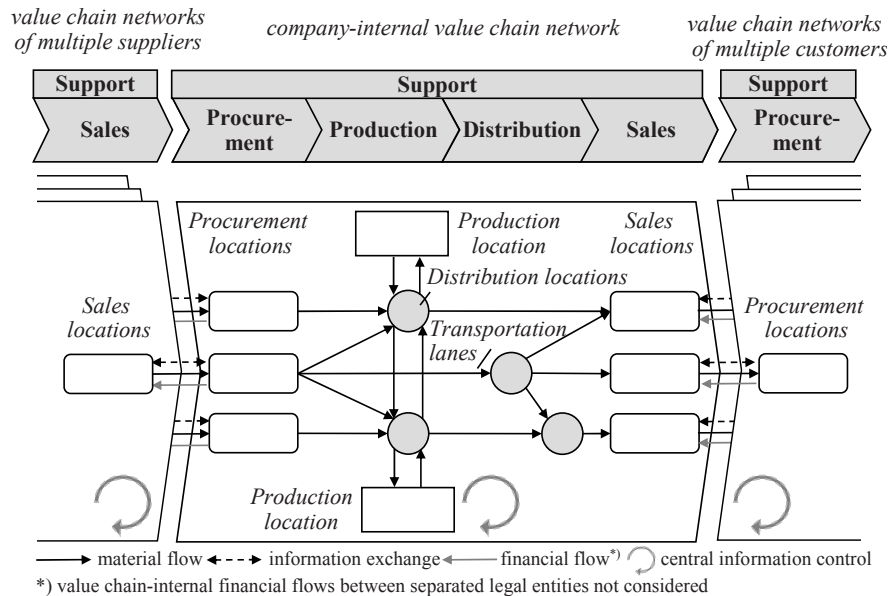 value chain networks
of multiple suppliers
company-internal value chain network
value chain networks
of multiple customers
Support
Support
Support
Sales
Procure-
ment
Production
Distribution
Sales
Procure-
ment
Procurement
locations
Production
location
Sales
locations
Distribution locations
Sales
locations
Transportation
lanes
Procurement
locations
Production
location
material flow
information exchange
financial flow*)
central information control
*) value chain-internal financial flows between separated legal entities not considered